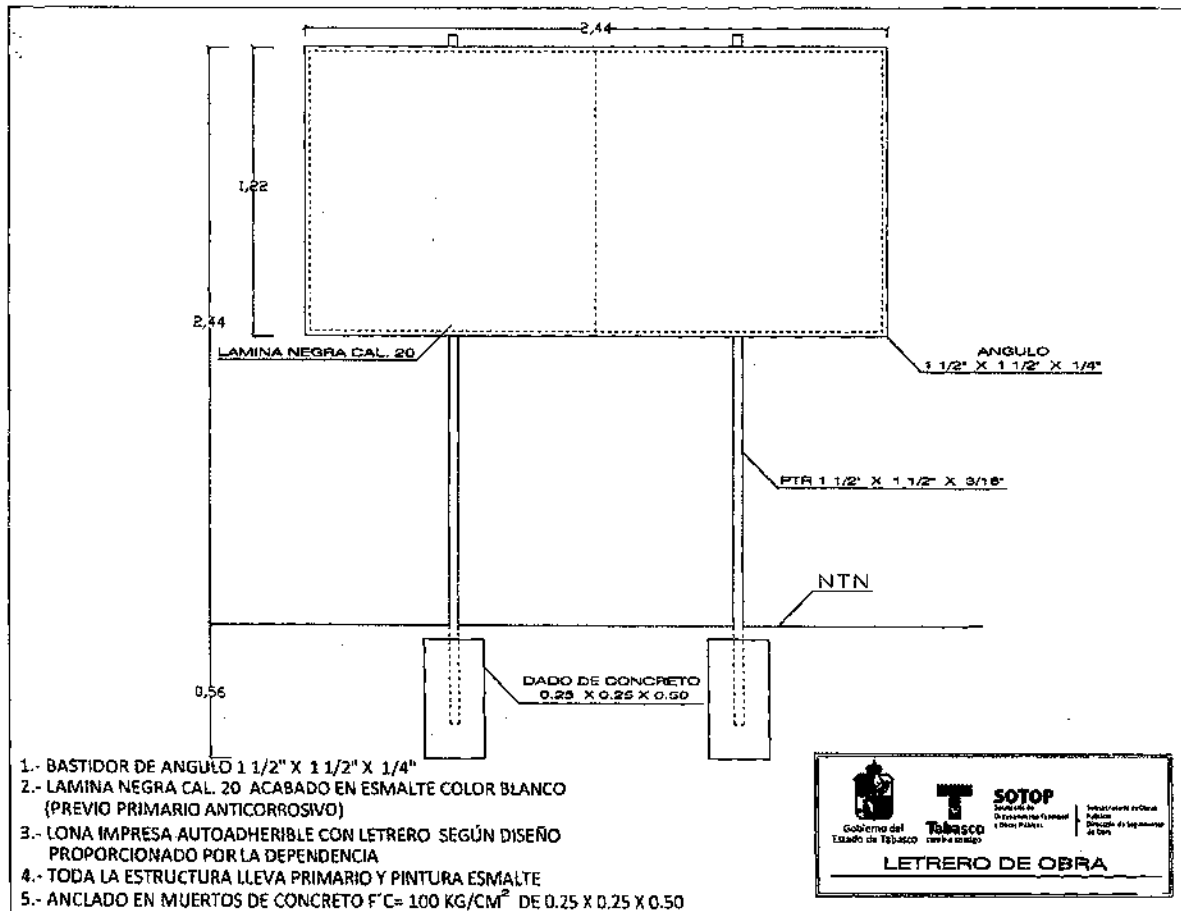 2,44
1,22
2,44
LAMINA NEGRA CAL. 20
ANGULO
1 1/2" X 1 1/2" X 1/4"
PTR 1 1/2" X 1 1/2" X 3/16"
NTN
0,56
DADO DE CONCRETO
0.25 X 0.25 X 0.50
1.- BASTIDOR DE ANGULO 1 1/2" X 1 1/2" X 1/4"
2.- LAMINA NEGRA CAL. 20 ACABADO EN ESMALTE COLOR BLANCO
(PREVIO PRIMARIO ANTICORROSIVO)
3.- LONA IMPRESA AUTOADHERIBLE CON LETRERO SEGÚN DISEÑO
PROPORCIONADO POR LA DEPENDENCIA
4.- TODA LA ESTRUCTURA LLEVA PRIMARIO Y PINTURA ESMALTE
5.- ANCLADO EN MUERTOS DE CONCRETO F´C= 100 KG/CM² DE 0.25 X 0.25 X 0.50
Gobierno del
Estado de Tabasco
Tabasco
cambia contigo
SOTOP
LETRERO DE OBRA